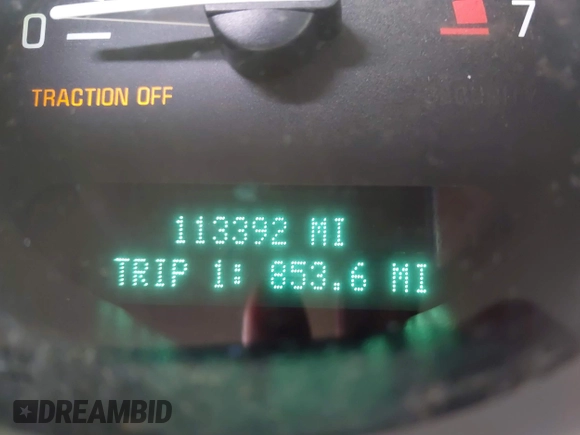 0 7
TRACTION OFF
113392 MI
TRIP 1: 853.6 MI
DREAMBID